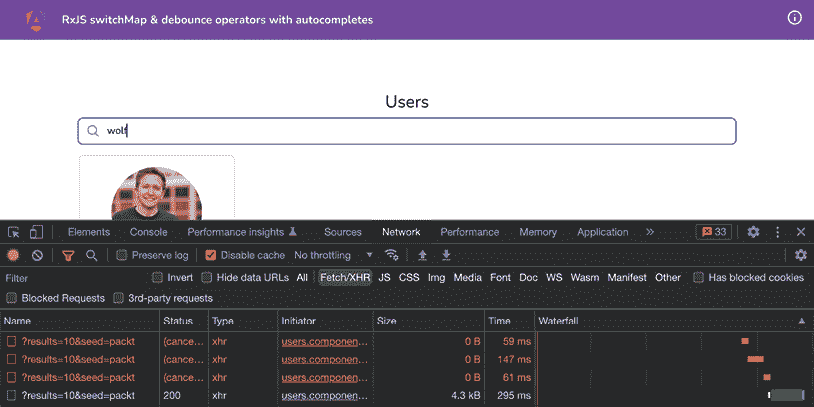 RxJS switchMap & debounce operators with autocompletes
Users
wolf
Elements Console Performance insights Sources Network Performance Memory Application 33
Preserve log Disable cache No throttling
Filter Invert Hide data URLs All Fetch/XHR JS CSS Img Media Font Doc WS Wasm Manifest Other Has blocked cookies
Blocked Requests 3rd-party requests
Name Status Type Initiator Size Time Waterfall
?results=10&seed=packt (cance... xhr users.componen... 0 B 59 ms
?results=10&seed=packt (cance... xhr users.componen... 0 B 147 ms
?results=10&seed=packt (cance... xhr users.componen... 0 B 61 ms
?results=10&seed=packt 200 xhr users.componen... 4.3 kB 295 ms